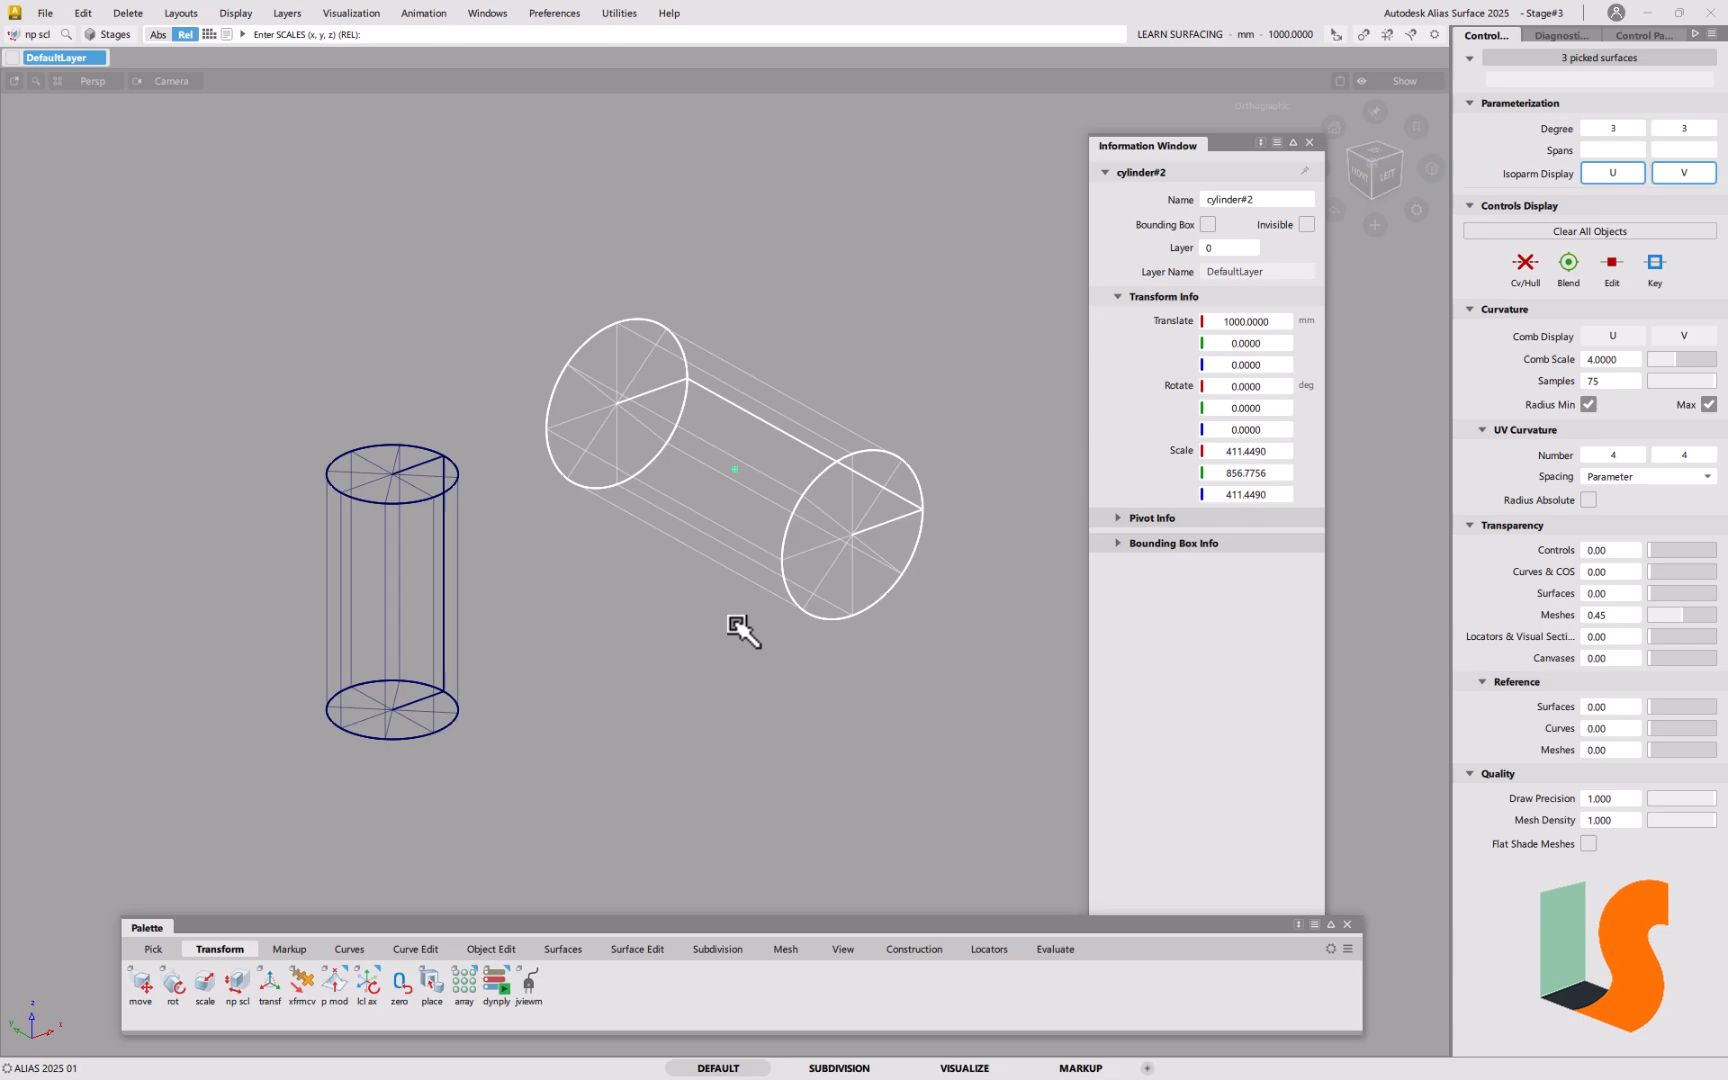 File Edit Delete Layouts Display Layers Visualization Animation Windows Preferences Utilities Help
Autodesk Alias Surface 2025 - Stage#3
np scl Stages Abs Rel Enter SCALES (x, y, z) (REL):
LEARN SURFACING - mm - 1000.0000
DefaultLayer
Persp Camera Show
Orthographic
FRONT LEFT
Information Window
cylinder#2
Name cylinder#2
Bounding Box Invisible
Layer 0
Layer Name DefaultLayer
Transform Info
Translate 1000.0000 mm
0.0000
0.0000
Rotate 0.0000 deg
0.0000
0.0000
Scale 411.4490
856.7756
411.4490
Pivot Info
Bounding Box Info
Control... Diagnosti... Control Pa...
3 picked surfaces
Parameterization
Degree 3 3
Spans
Isoparm Display U V
Controls Display
Clear All Objects
Cv/Hull Blend Edit Key
Curvature
Comb Display U V
Comb Scale 4.0000
Samples 75
Radius Min Max
UV Curvature
Number 4 4
Spacing Parameter
Radius Absolute
Transparency
Controls 0.00
Curves & COS 0.00
Surfaces 0.00
Meshes 0.45
Locators & Visual Secti... 0.00
Canvases 0.00
Reference
Surfaces 0.00
Curves 0.00
Meshes 0.00
Quality
Draw Precision 1.000
Mesh Density 1.000
Flat Shade Meshes
Palette
Pick Transform Markup Curves Curve Edit Object Edit Surfaces Surface Edit Subdivision Mesh View Construction Locators Evaluate
move rot scale np scl transf xfrmcv p mod lcl ax zero place array dynply jviewm
z
y
x
ALIAS 2025 01
DEFAULT SUBDIVISION VISUALIZE MARKUP